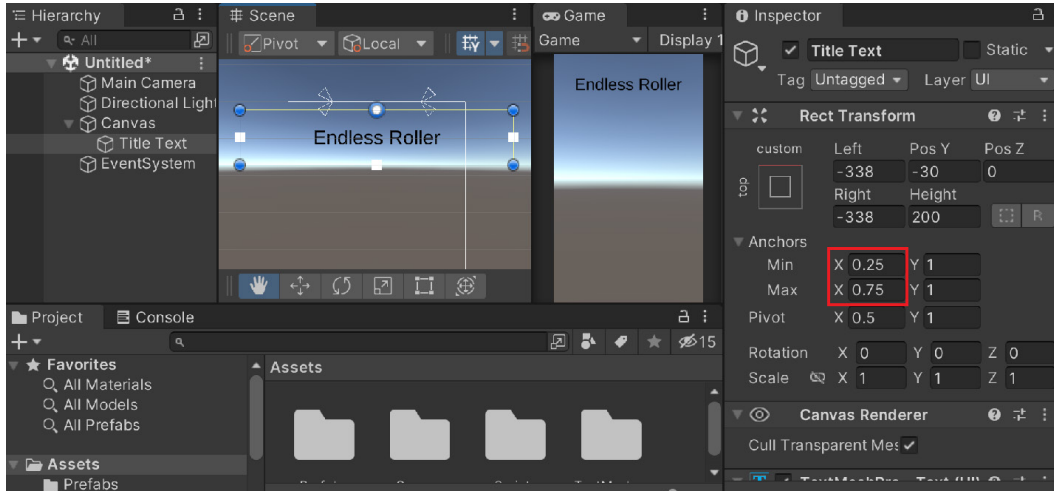 Hierarchy
All
Untitled*
Main Camera
Directional Light
Canvas
Title Text
EventSystem
Scene
Pivot
Local
Endless Roller
Game
Game
Display 1
Endless Roller
Inspector
Title Text
Static
Tag Untagged Layer UI
Rect Transform
custom
top
Left Pos Y Pos Z
-338 -30 0
Right Height
-338 200
R
Anchors
Min X 0.25 Y 1
Max X 0.75 Y 1
Pivot X 0.5 Y 1
Rotation X 0 Y 0 Z 0
Scale X 1 Y 1 Z 1
Canvas Renderer
Cull Transparent Mes
Project
Console
15
Favorites
All Materials
All Models
All Prefabs
Assets
Prefabs
Assets